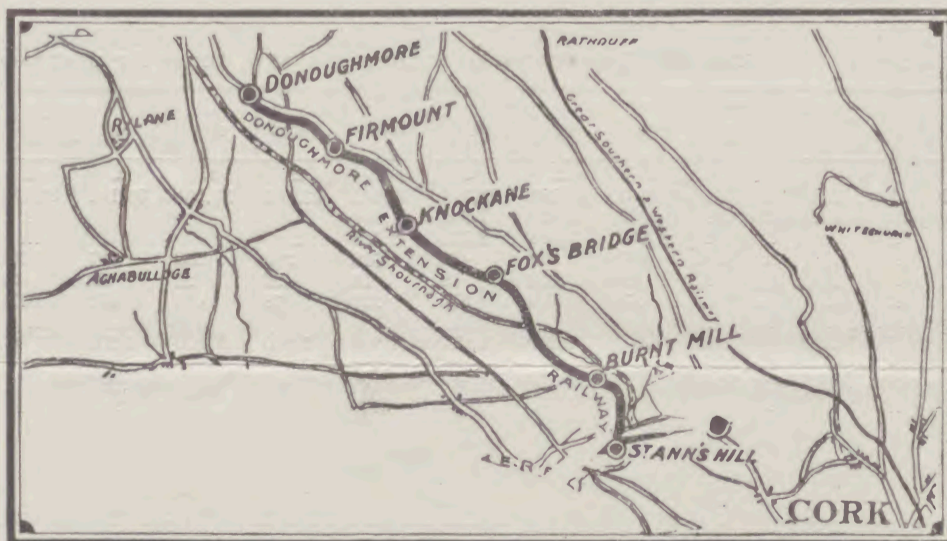 RATHDUFF
DONOUGHMORE
RYLANE
FIRMOUNT
DONOUGHMORE EXTENSION RAILWAY
Great Southern & Western Railway
KNOCKANE
WHITECHURCH
AGHABULLOGE
River Shournagh
FOX'S BRIDGE
BURNT MILL
ST ANN'S HILL
CORK